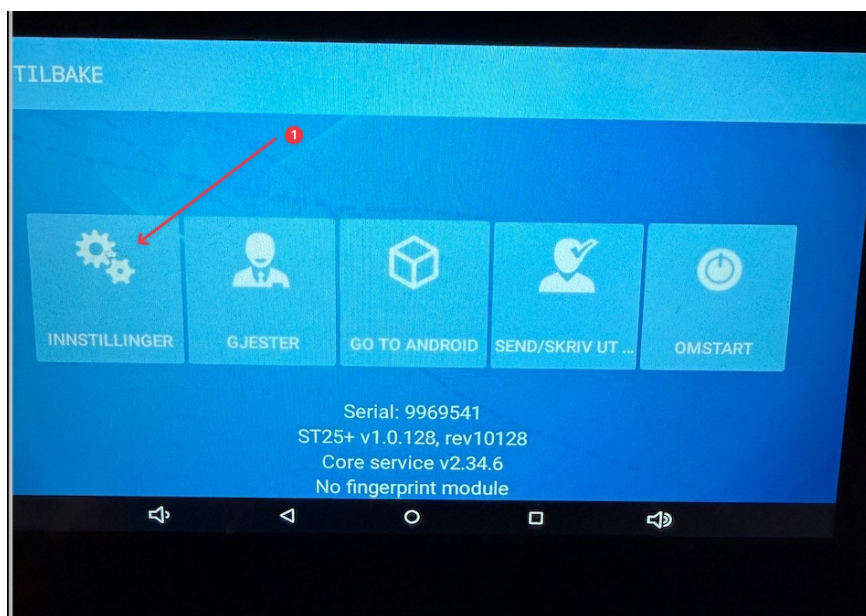 TILBAKE
1
INNSTILLINGER
GJESTER
GO TO ANDROID
SEND/SKRIV UT ...
OMSTART
Serial: 9969541
ST25+ v1.0.128, rev10128
Core service v2.34.6
No fingerprint module